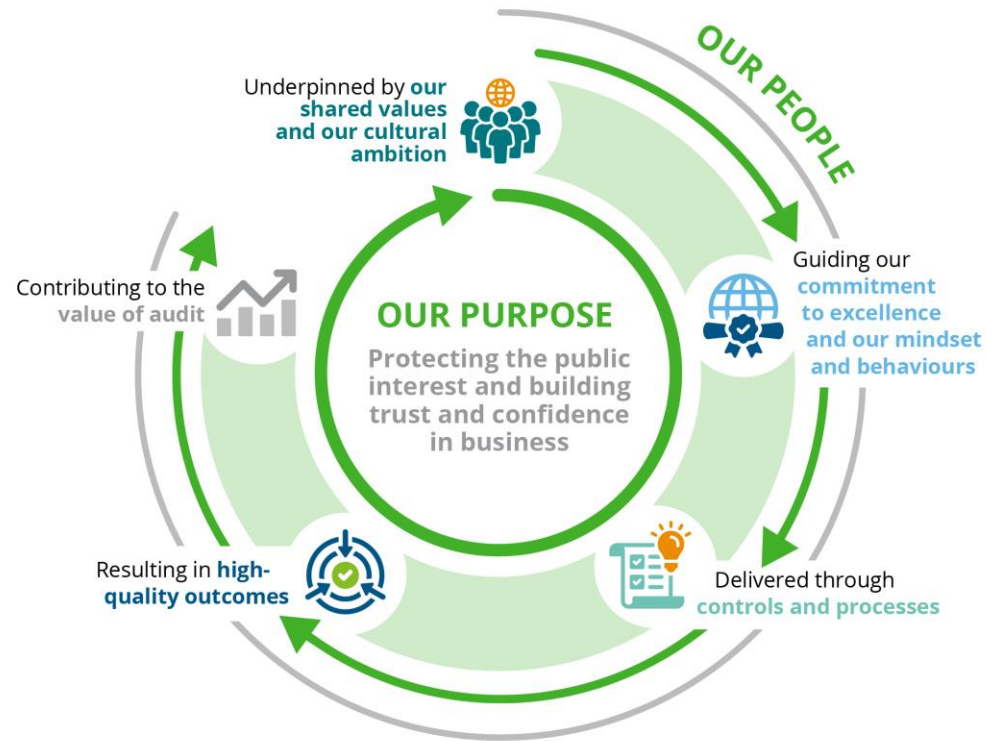 OUR PEOPLE
Underpinned by our
shared values
and our cultural
ambition
Guiding our
commitment
to excellence
and our mindset
and behaviours
Delivered through
controls and processes
Resulting in high-
quality outcomes
Contributing to the
value of audit
OUR PURPOSE
Protecting the public
interest and building
trust and confidence
in business